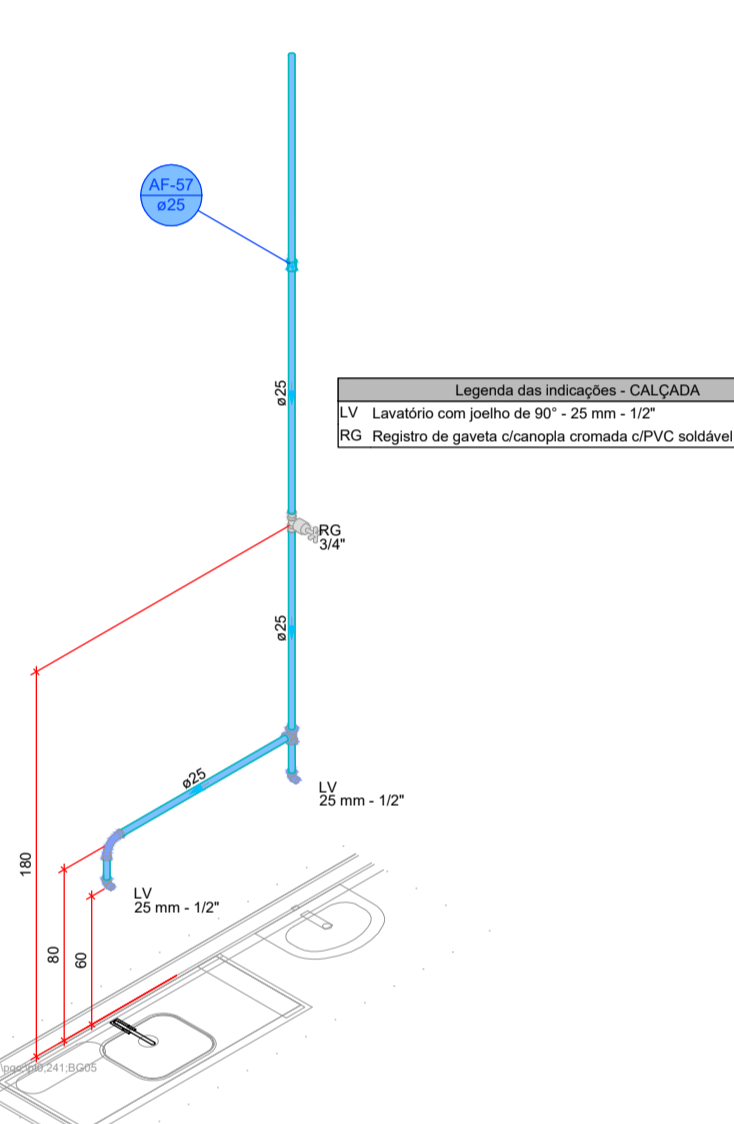 AF-57
ø25
ø25
Legenda das indicações - CALÇADA
LV Lavatório com joelho de 90° - 25 mm - 1/2"
RG Registro de gaveta c/canopla cromada c/PVC soldável
RG
3/4"
ø25
ø25
LV
25 mm - 1/2"
LV
25 mm - 1/2"
180
80
60